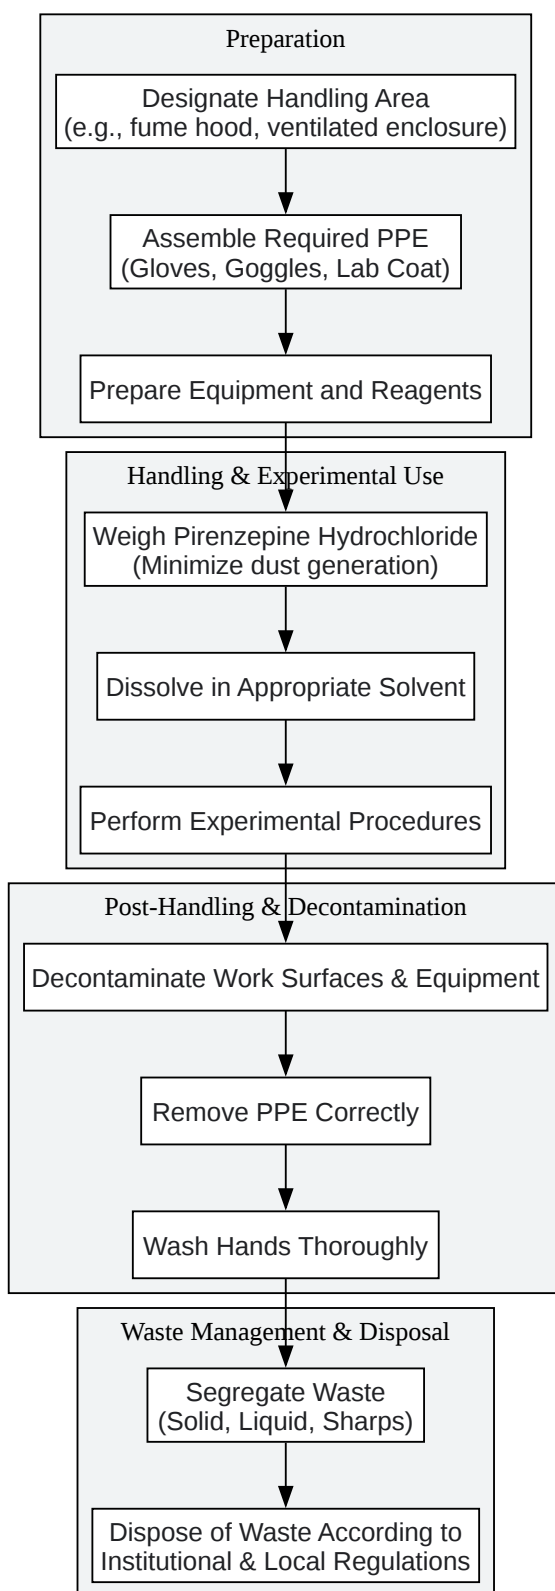 Preparation
Designate Handling Area
(e.g., fume hood, ventilated enclosure)
Assemble Required PPE
(Gloves, Goggles, Lab Coat)
Prepare Equipment and Reagents
Handling & Experimental Use
Weigh Pirenzepine Hydrochloride
(Minimize dust generation)
Dissolve in Appropriate Solvent
Perform Experimental Procedures
Post-Handling & Decontamination
Decontaminate Work Surfaces & Equipment
Remove PPE Correctly
Wash Hands Thoroughly
Waste Management & Disposal
Segregate Waste
(Solid, Liquid, Sharps)
Dispose of Waste According to
Institutional & Local Regulations